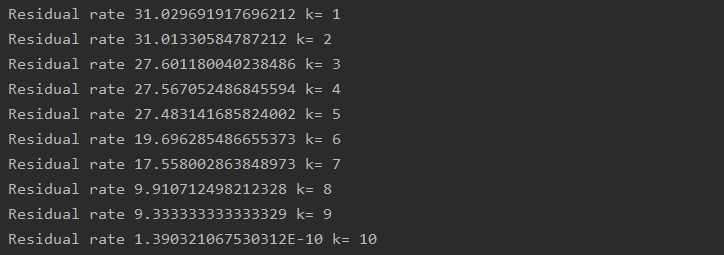 Residual rate 31.029691917696212 k= 1
Residual rate 31.01330584787212 k= 2
Residual rate 27.601180040238486 k= 3
Residual rate 27.567052486845594 k= 4
Residual rate 27.483141685824002 k= 5
Residual rate 19.696285486655373 k= 6
Residual rate 17.558002863848973 k= 7
Residual rate 9.910712498212328 k= 8
Residual rate 9.333333333333329 k= 9
Residual rate 1.390321067530312E-10 k= 10